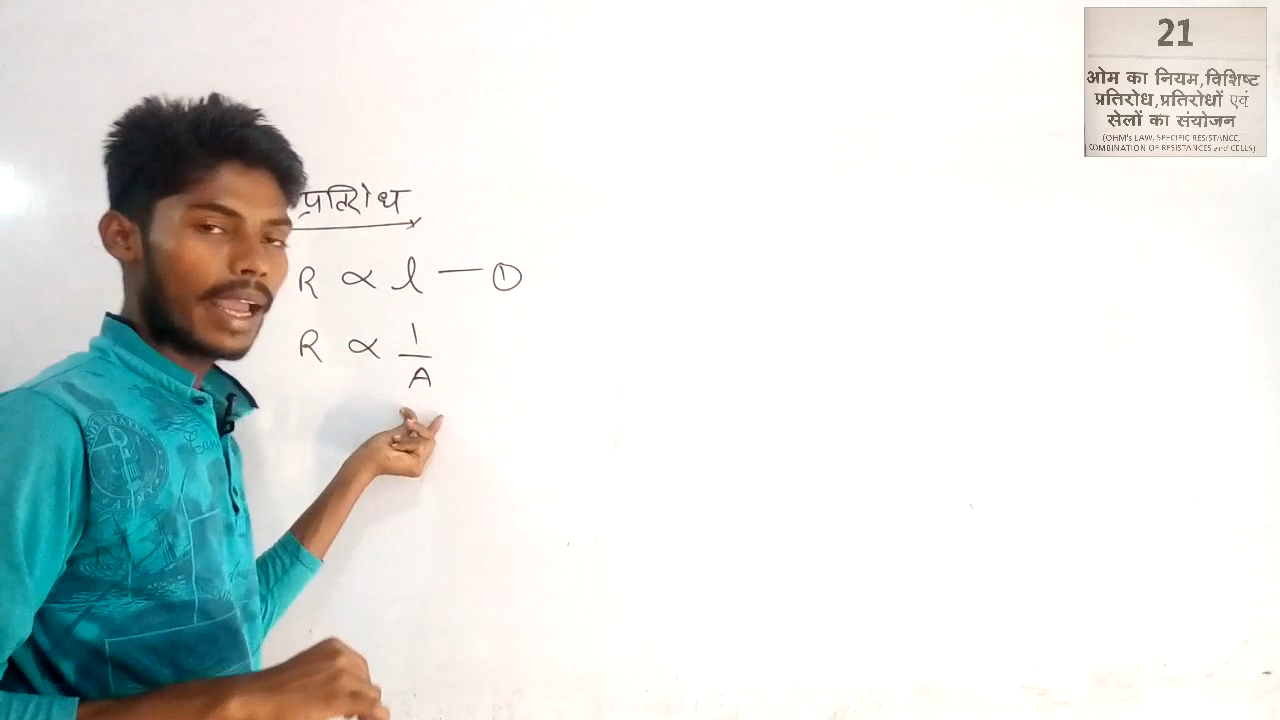 प्रतिरोध
R ∝ l — ①
R ∝ 1/A
21
ओम का नियम,विशिष्ट
प्रतिरोध,प्रतिरोधों एवं
सेलों का संयोजन
(OHM's LAW, SPECIFIC RESISTANCE,
COMBINATION OF RESISTANCES and CELLS)
ARMY